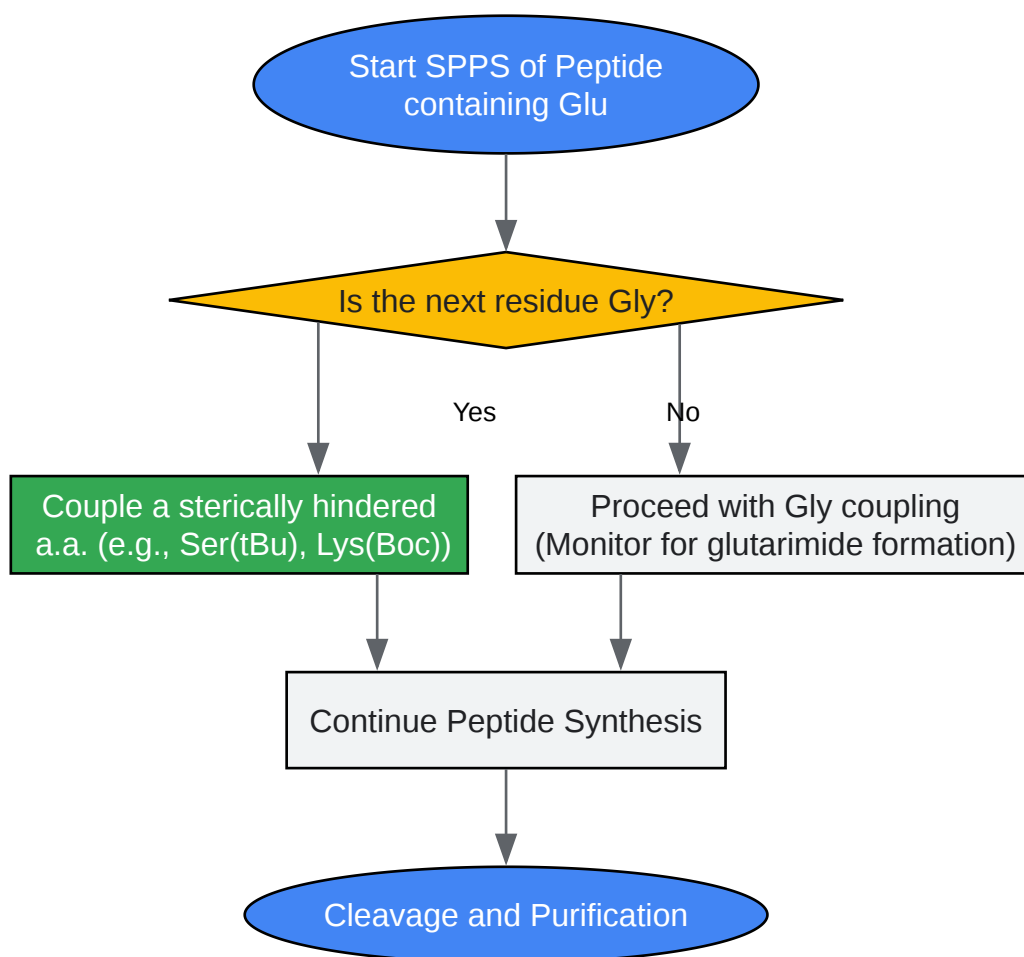 Start SPPS of Peptide
containing Glu
Is the next residue Gly?
Yes
No
Couple a sterically hindered
a.a. (e.g., Ser(tBu), Lys(Boc))
Proceed with Gly coupling
(Monitor for glutarimide formation)
Continue Peptide Synthesis
Cleavage and Purification